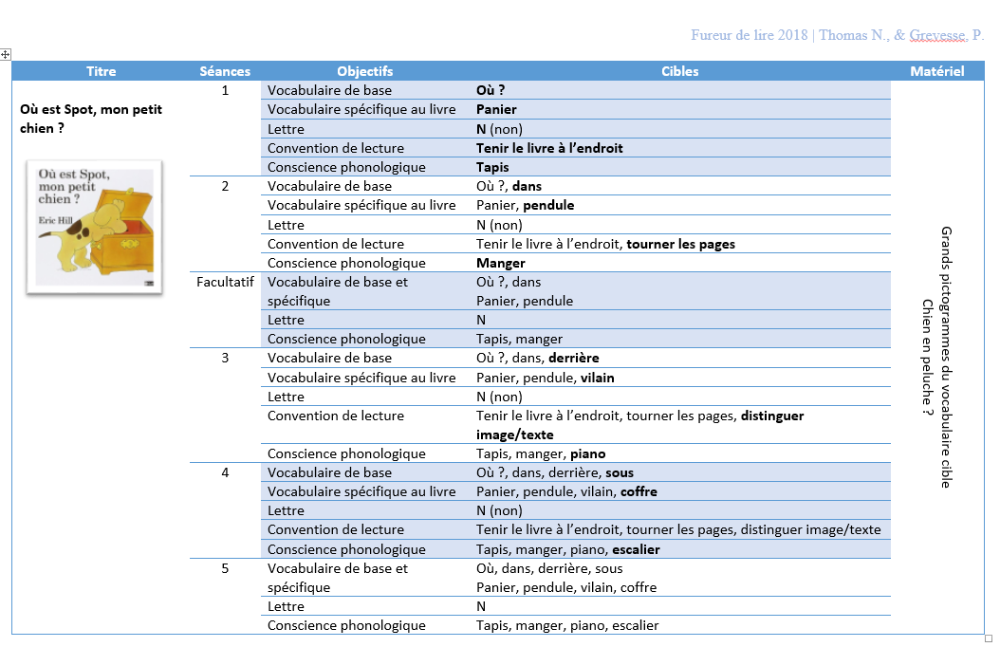 Fureur de lire 2018 | Thomas N., & Grevesse, P.
Titre Séances Objectifs Cibles Matériel
Où est Spot, mon petit
chien ?
Où est Spot,
mon petit
chien ?
Eric Hill
1 Vocabulaire de base Où ?
Vocabulaire spécifique au livre Panier
Lettre N (non)
Convention de lecture Tenir le livre à l’endroit
Conscience phonologique Tapis
2 Vocabulaire de base Où ?, dans
Vocabulaire spécifique au livre Panier, pendule
Lettre N (non)
Convention de lecture Tenir le livre à l’endroit, tourner les pages
Conscience phonologique Manger
Facultatif Vocabulaire de base et Où ?, dans
spécifique Panier, pendule
Lettre N
Conscience phonologique Tapis, manger
3 Vocabulaire de base Où ?, dans, derrière
Vocabulaire spécifique au livre Panier, pendule, vilain
Lettre N (non)
Convention de lecture Tenir le livre à l’endroit, tourner les pages, distinguer
image/texte
Conscience phonologique Tapis, manger, piano
4 Vocabulaire de base Où ?, dans, derrière, sous
Vocabulaire spécifique au livre Panier, pendule, vilain, coffre
Lettre N (non)
Convention de lecture Tenir le livre à l’endroit, tourner les pages, distinguer image/texte
Conscience phonologique Tapis, manger, piano, escalier
5 Vocabulaire de base et Où, dans, derrière, sous
spécifique Panier, pendule, vilain, coffre
Lettre N
Conscience phonologique Tapis, manger, piano, escalier
Grands pictogrammes du vocabulaire cible
Chien en peluche ?